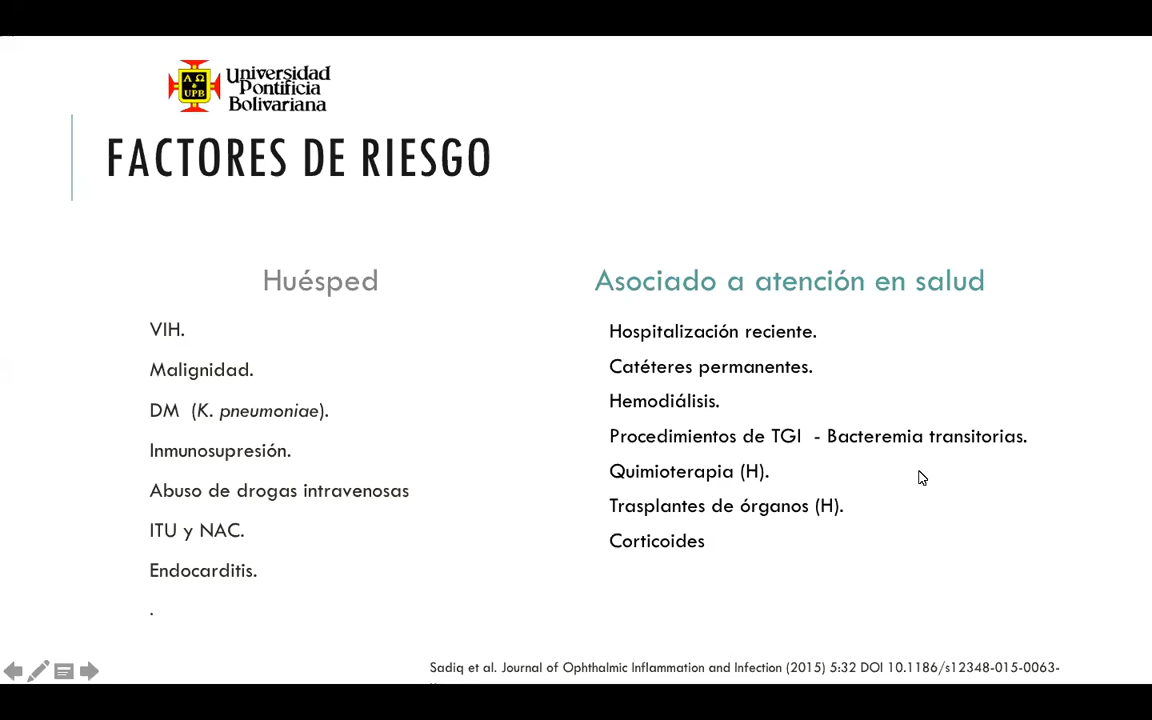 ΑΩ
UPB
Universidad
Pontificia
Bolivariana
FACTORES DE RIESGO
Huésped
VIH.
Malignidad.
DM (K. pneumoniae).
Inmunosupresión.
Abuso de drogas intravenosas
ITU y NAC.
Endocarditis.
.
Asociado a atención en salud
Hospitalización reciente.
Catéteres permanentes.
Hemodiálisis.
Procedimientos de TGI - Bacteremia transitorias.
Quimioterapia (H).
Trasplantes de órganos (H).
Corticoides
Sadiq et al. Journal of Ophthalmic Inflammation and Infection (2015) 5:32 DOI 10.1186/s12348-015-0063-